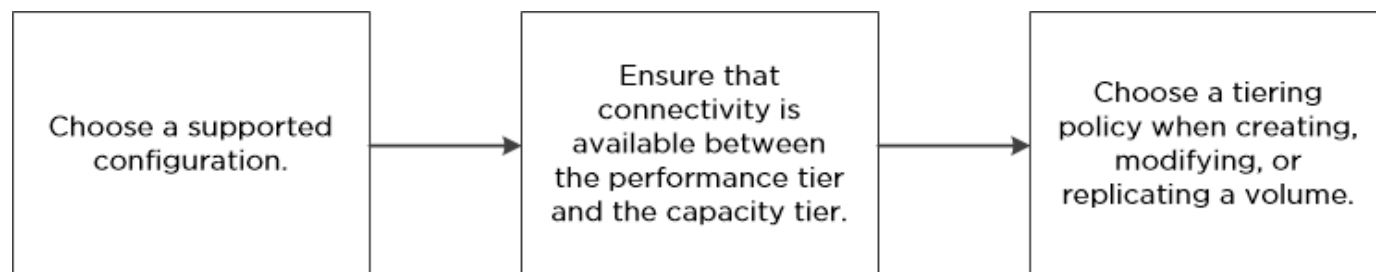 Choose a supported
configuration.
Ensure that
connectivity is
available between
the performance tier
and the capacity tier.
Choose a tiering
policy when creating,
modifying, or
replicating a volume.